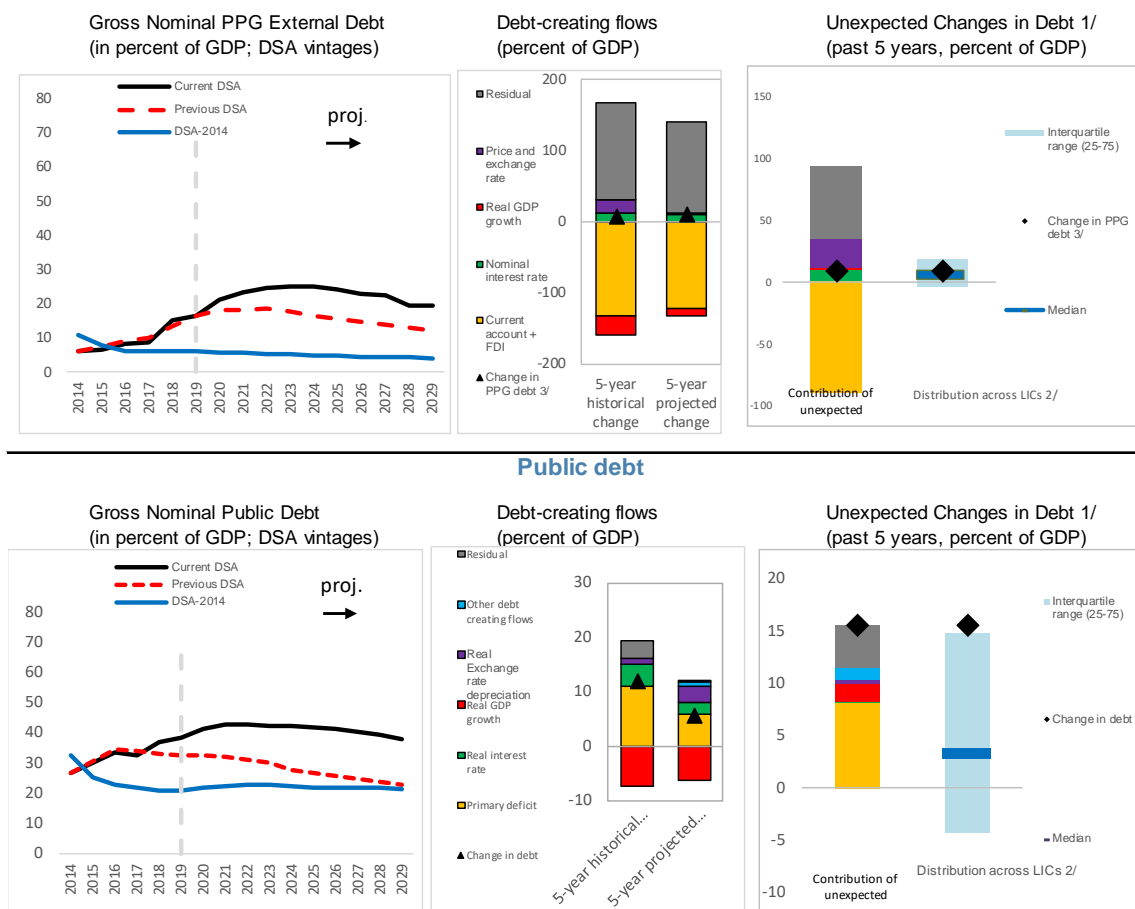 Gross Nominal PPG External Debt
(in percent of GDP; DSA vintages)
Current DSA
Previous DSA
DSA-2014
proj.
80
70
60
50
40
30
20
10
0
2014
2015
2016
2017
2018
2019
2020
2021
2022
2023
2024
2025
2026
2027
2028
2029
Debt-creating flows
(percent of GDP)
Residual
Price and
exchange rate
Real GDP
growth
Nominal
interest rate
Current
account +
FDI
Change in
PPG debt 3/
200
100
0
-100
-200
5-year
historical
change
5-year
projected
change
Unexpected Changes in Debt 1/
(past 5 years, percent of GDP)
150
100
50
0
-50
-100
Contribution of
unexpected
Distribution across LICs 2/
Interquartile
range (25-75)
Change in PPG
debt 3/
Median
Public debt
Gross Nominal Public Debt
(in percent of GDP; DSA vintages)
Current DSA
Previous DSA
DSA-2014
proj.
80
70
60
50
40
30
20
10
0
2014
2015
2016
2017
2018
2019
2020
2021
2022
2023
2024
2025
2026
2027
2028
2029
Debt-creating flows
(percent of GDP)
Residual
Other debt
creating flows
Real
Exchange
rate
depreciation
Real GDP
growth
Real interest
rate
Primary deficit
Change in debt
30
20
10
0
-10
5-year historical...
5-year projected...
Unexpected Changes in Debt 1/
(past 5 years, percent of GDP)
20
15
10
5
0
-5
-10
Contribution of
unexpected
Distribution across LICs 2/
Interquartile
range (25-75)
Change in debt
Median